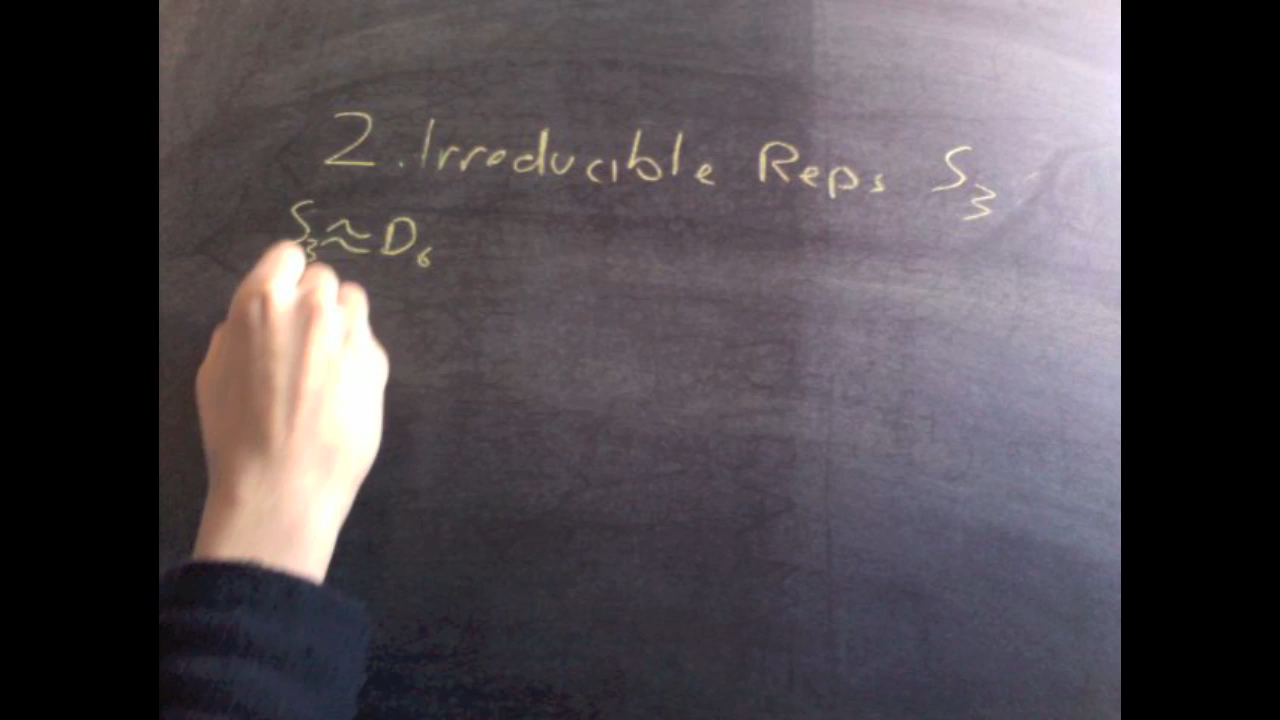 2. Irreducible Reps S₃
S₃ ≈ D₆